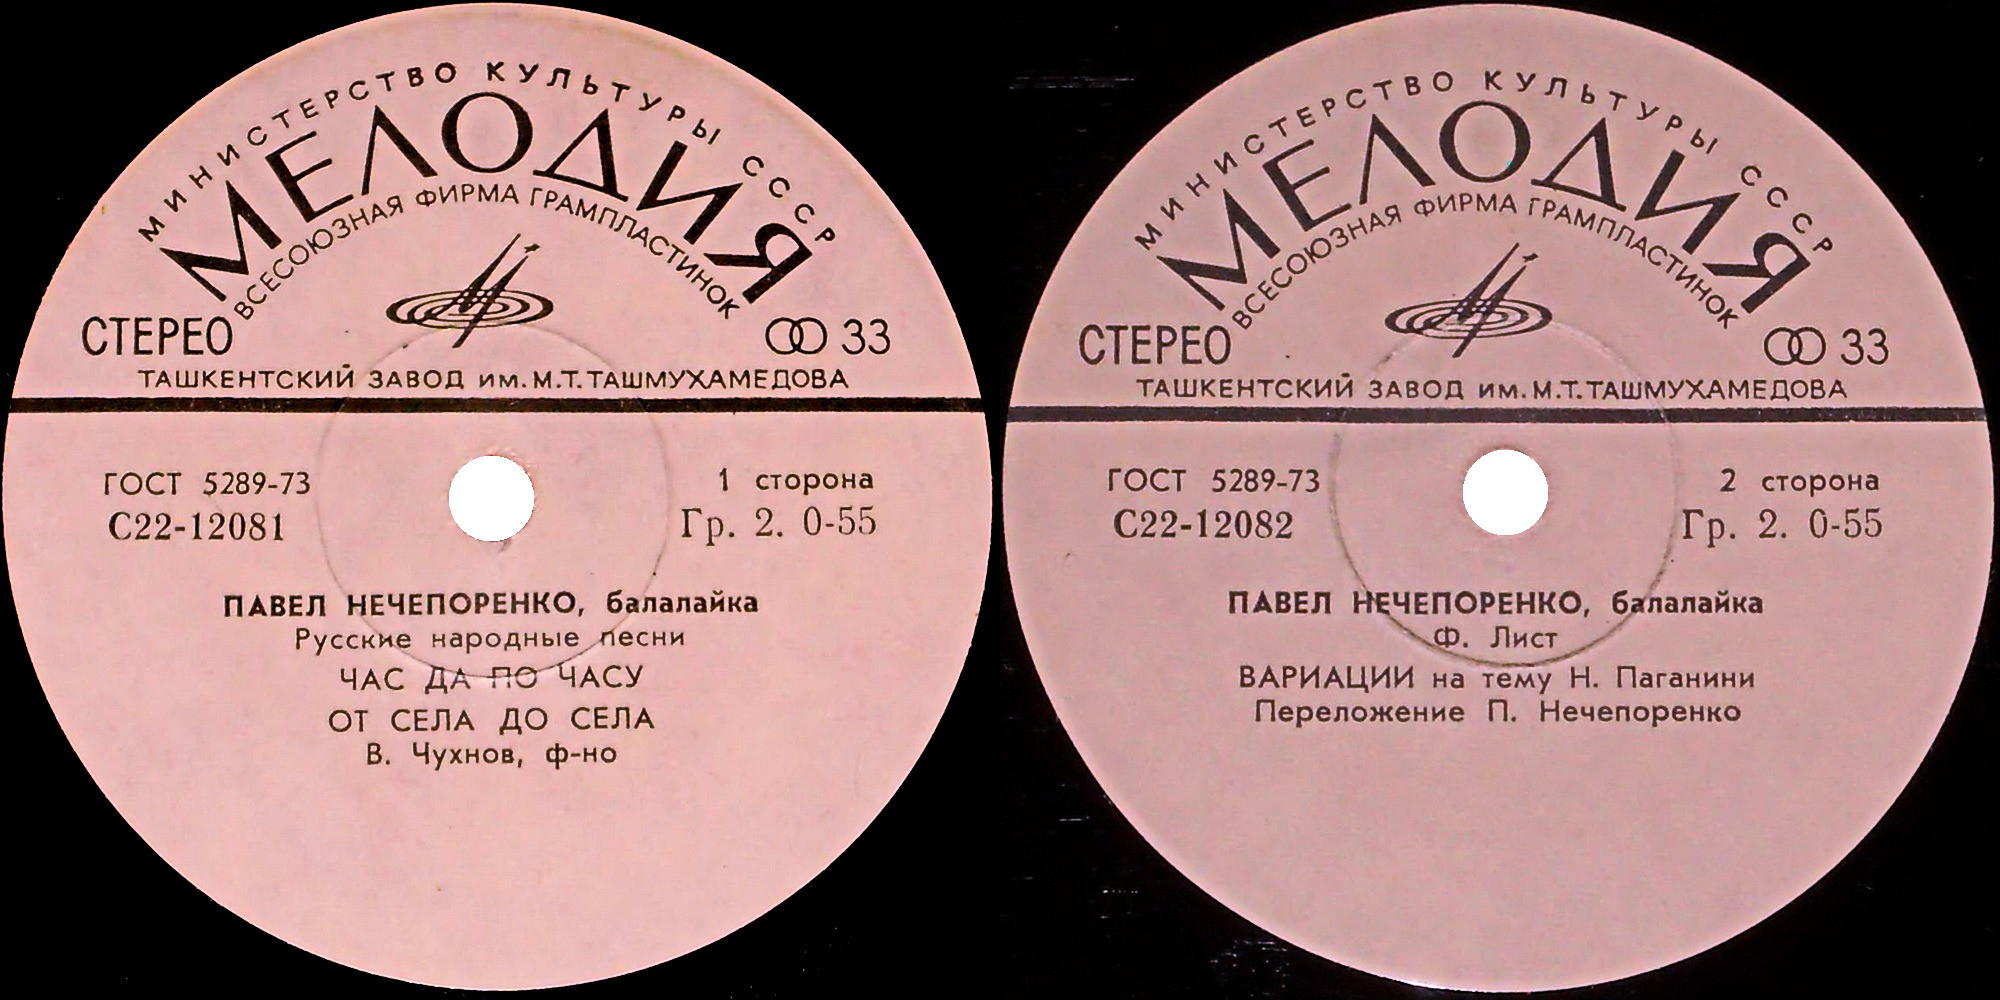 МИНИСТЕРСТВО КУЛЬТУРЫ СССР
МЕЛОДИЯ
ВСЕСОЮЗНАЯ ФИРМА ГРАМПЛАСТИНОК
СТЕРЕО
33
ТАШКЕНТСКИЙ ЗАВОД им. М.Т. ТАШМУХАМЕДОВА
ГОСТ 5289-73
1 сторона
С22-12081
Гр. 2. 0-55
ПАВЕЛ НЕЧЕПОРЕНКО, балалайка
Русские народные песни
ЧАС ДА ПО ЧАСУ
ОТ СЕЛА ДО СЕЛА
В. Чухнов, ф-но
МИНИСТЕРСТВО КУЛЬТУРЫ СССР
МЕЛОДИЯ
ВСЕСОЮЗНАЯ ФИРМА ГРАМПЛАСТИНОК
СТЕРЕО
33
ТАШКЕНТСКИЙ ЗАВОД им. М.Т. ТАШМУХАМЕДОВА
ГОСТ 5289-73
2 сторона
С22-12082
Гр. 2. 0-55
ПАВЕЛ НЕЧЕПОРЕНКО, балалайка
Ф. Лист
ВАРИАЦИИ на тему Н. Паганини
Переложение П. Нечепоренко